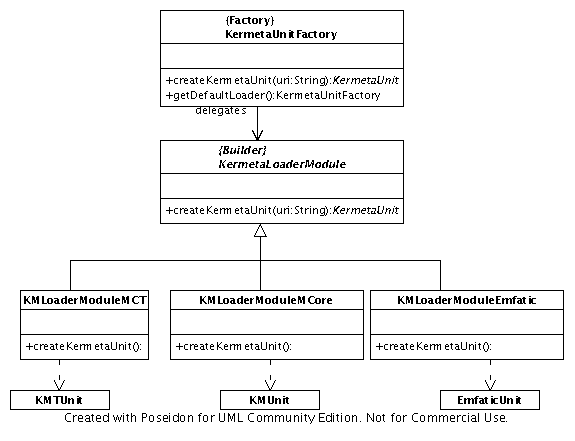 {Factory}
KermetaUnitFactory
+createKermetaUnit(uri:String):KermetaUnit
+getDefaultLoader():KermetaUnitFactory
delegates
{Builder}
KermetaLoaderModule
+createKermetaUnit(uri:String):KermetaUnit
KMLoaderModuleMCT
KMLoaderModuleMCore
KMLoaderModuleEmfatic
+createKermetaUnit():
+createKermetaUnit():
+createKermetaUnit():
KMTUnit
KMUnit
EmfaticUnit
Created with Poseidon for UML Community Edition. Not for Commercial Use.